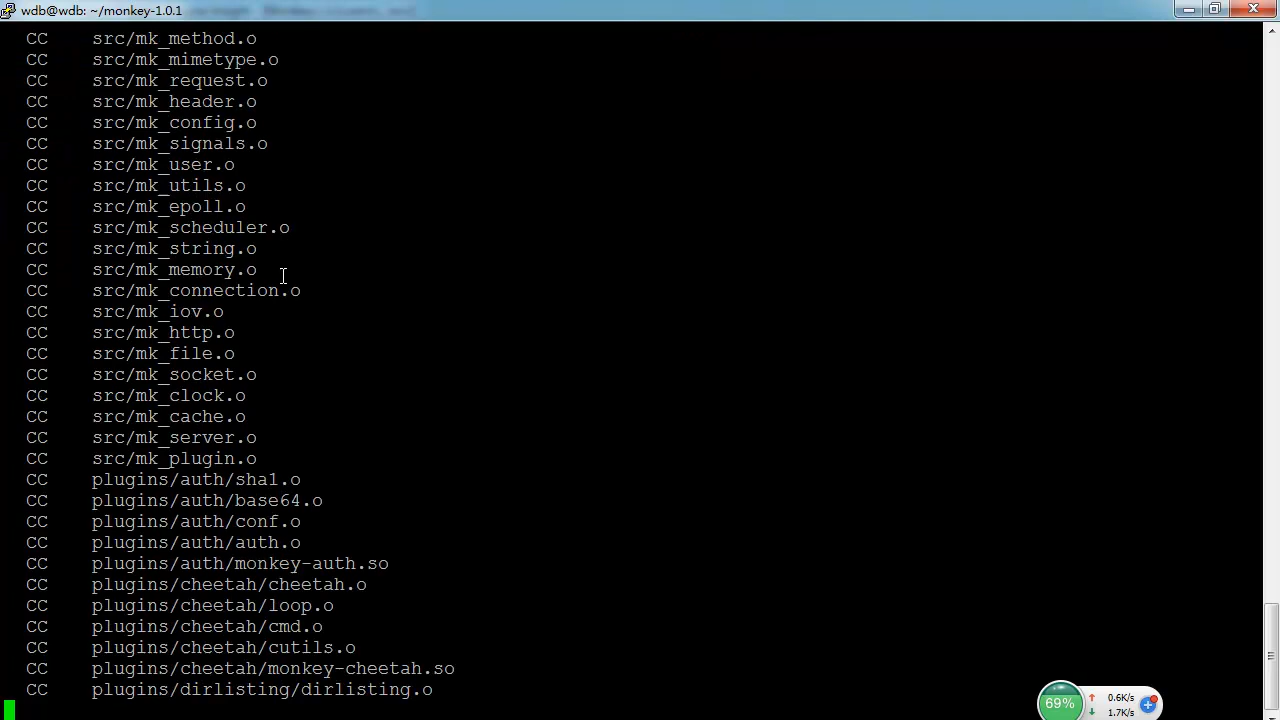 wdb@wdb: ~/monkey-1.0.1
CC src/mk_method.o
CC src/mk_mimetype.o
CC src/mk_request.o
CC src/mk_header.o
CC src/mk_config.o
CC src/mk_signals.o
CC src/mk_user.o
CC src/mk_utils.o
CC src/mk_epoll.o
CC src/mk_scheduler.o
CC src/mk_string.o
CC src/mk_memory.o
CC src/mk_connection.o
CC src/mk_iov.o
CC src/mk_http.o
CC src/mk_file.o
CC src/mk_socket.o
CC src/mk_clock.o
CC src/mk_cache.o
CC src/mk_server.o
CC src/mk_plugin.o
CC plugins/auth/sha1.o
CC plugins/auth/base64.o
CC plugins/auth/conf.o
CC plugins/auth/auth.o
CC plugins/auth/monkey-auth.so
CC plugins/cheetah/cheetah.o
CC plugins/cheetah/loop.o
CC plugins/cheetah/cmd.o
CC plugins/cheetah/cutils.o
CC plugins/cheetah/monkey-cheetah.so
CC plugins/dirlisting/dirlisting.o
69%
0.6K/s
1.7K/s